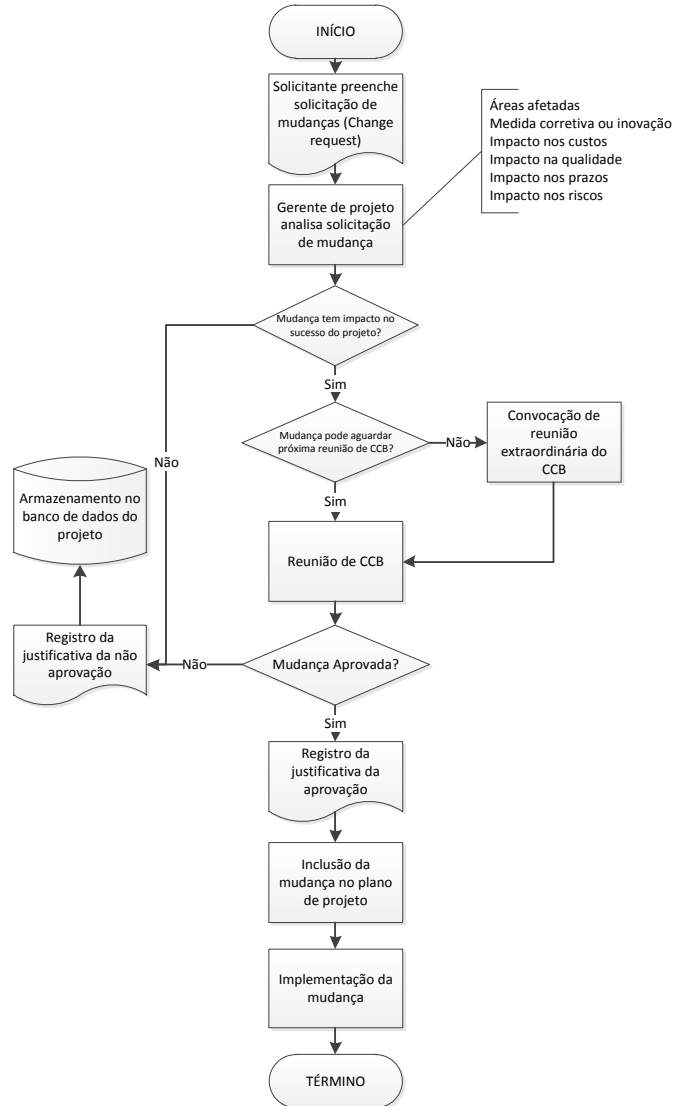 INÍCIO
Solicitante preenche
solicitação de
mudanças (Change
request)
Áreas afetadas
Medida corretiva ou inovação
Impacto nos custos
Impacto na qualidade
Impacto nos prazos
Impacto nos riscos
Gerente de projeto
analisa solicitação
de mudança
Mudança tem impacto no
sucesso do projeto?
Sim
Não
Mudança pode aguardar
próxima reunião de CCB?
Não
Convocação de
reunião
extraordinária do
CCB
Sim
Reunião de CCB
Mudança Aprovada?
Não
Registro da
justificativa da não
aprovação
Armazenamento no
banco de dados do
projeto
Sim
Registro da
justificativa da
aprovação
Inclusão da
mudança no plano
de projeto
Implementação da
mudança
TÉRMINO